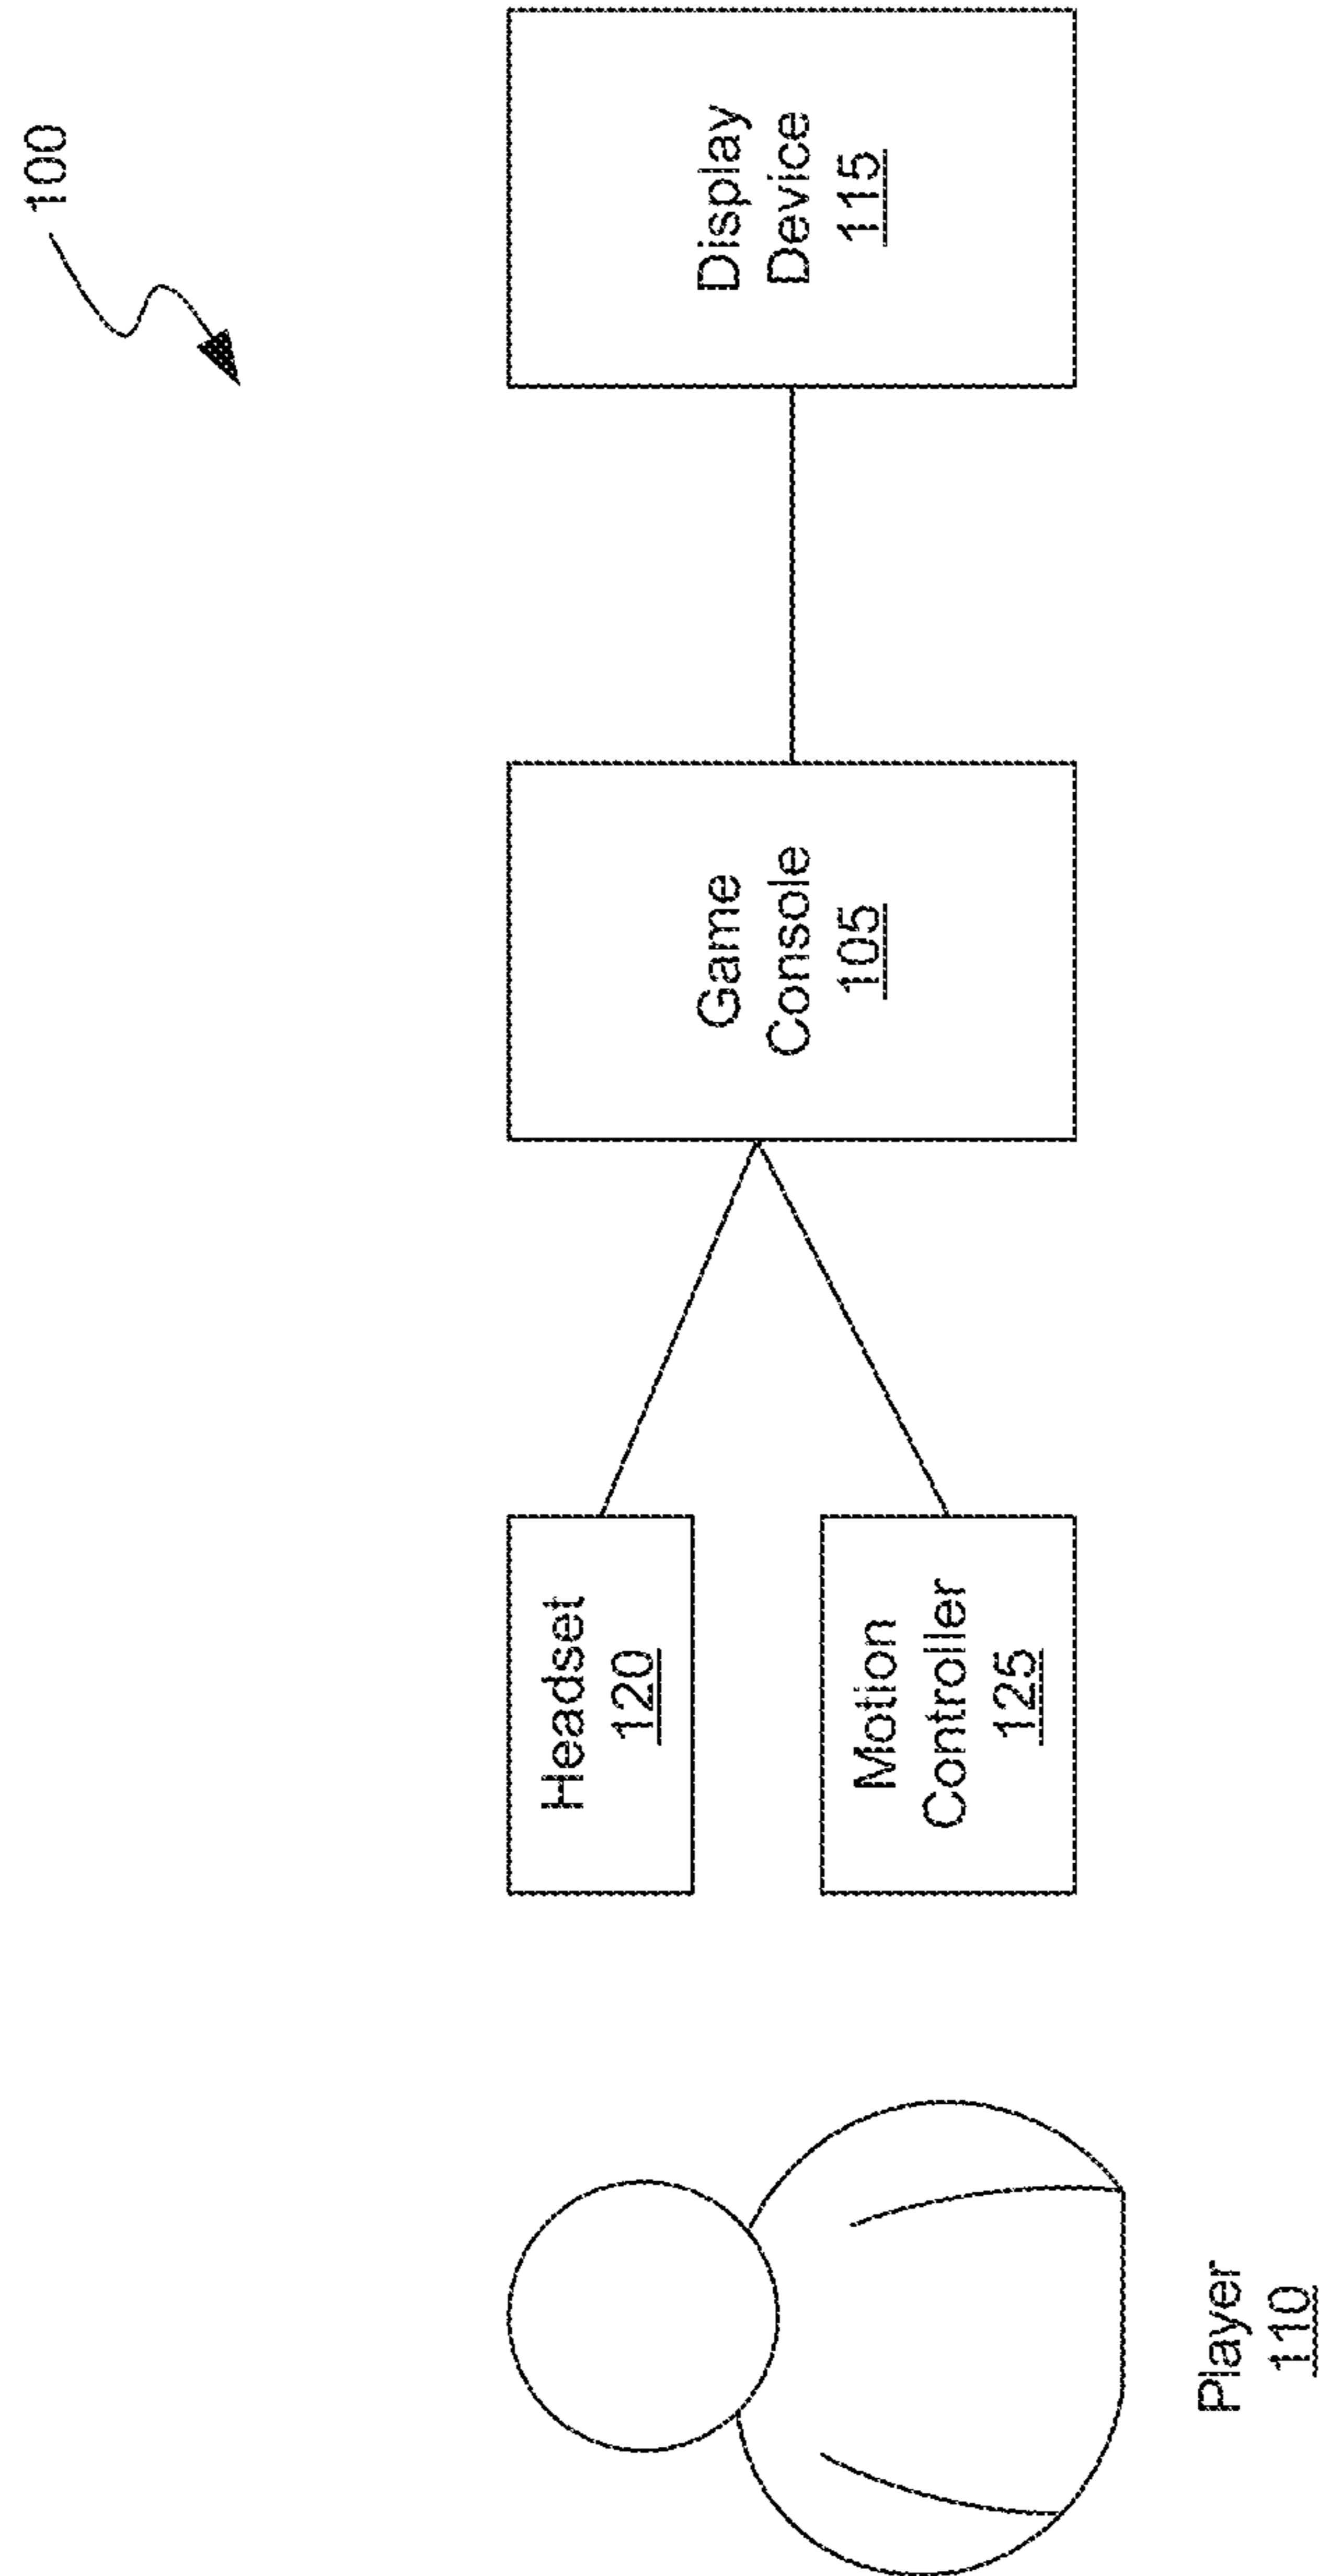 100
Headset
120
Motion
Controller
125
Game
Console
105
Display
Device
115
Player
110